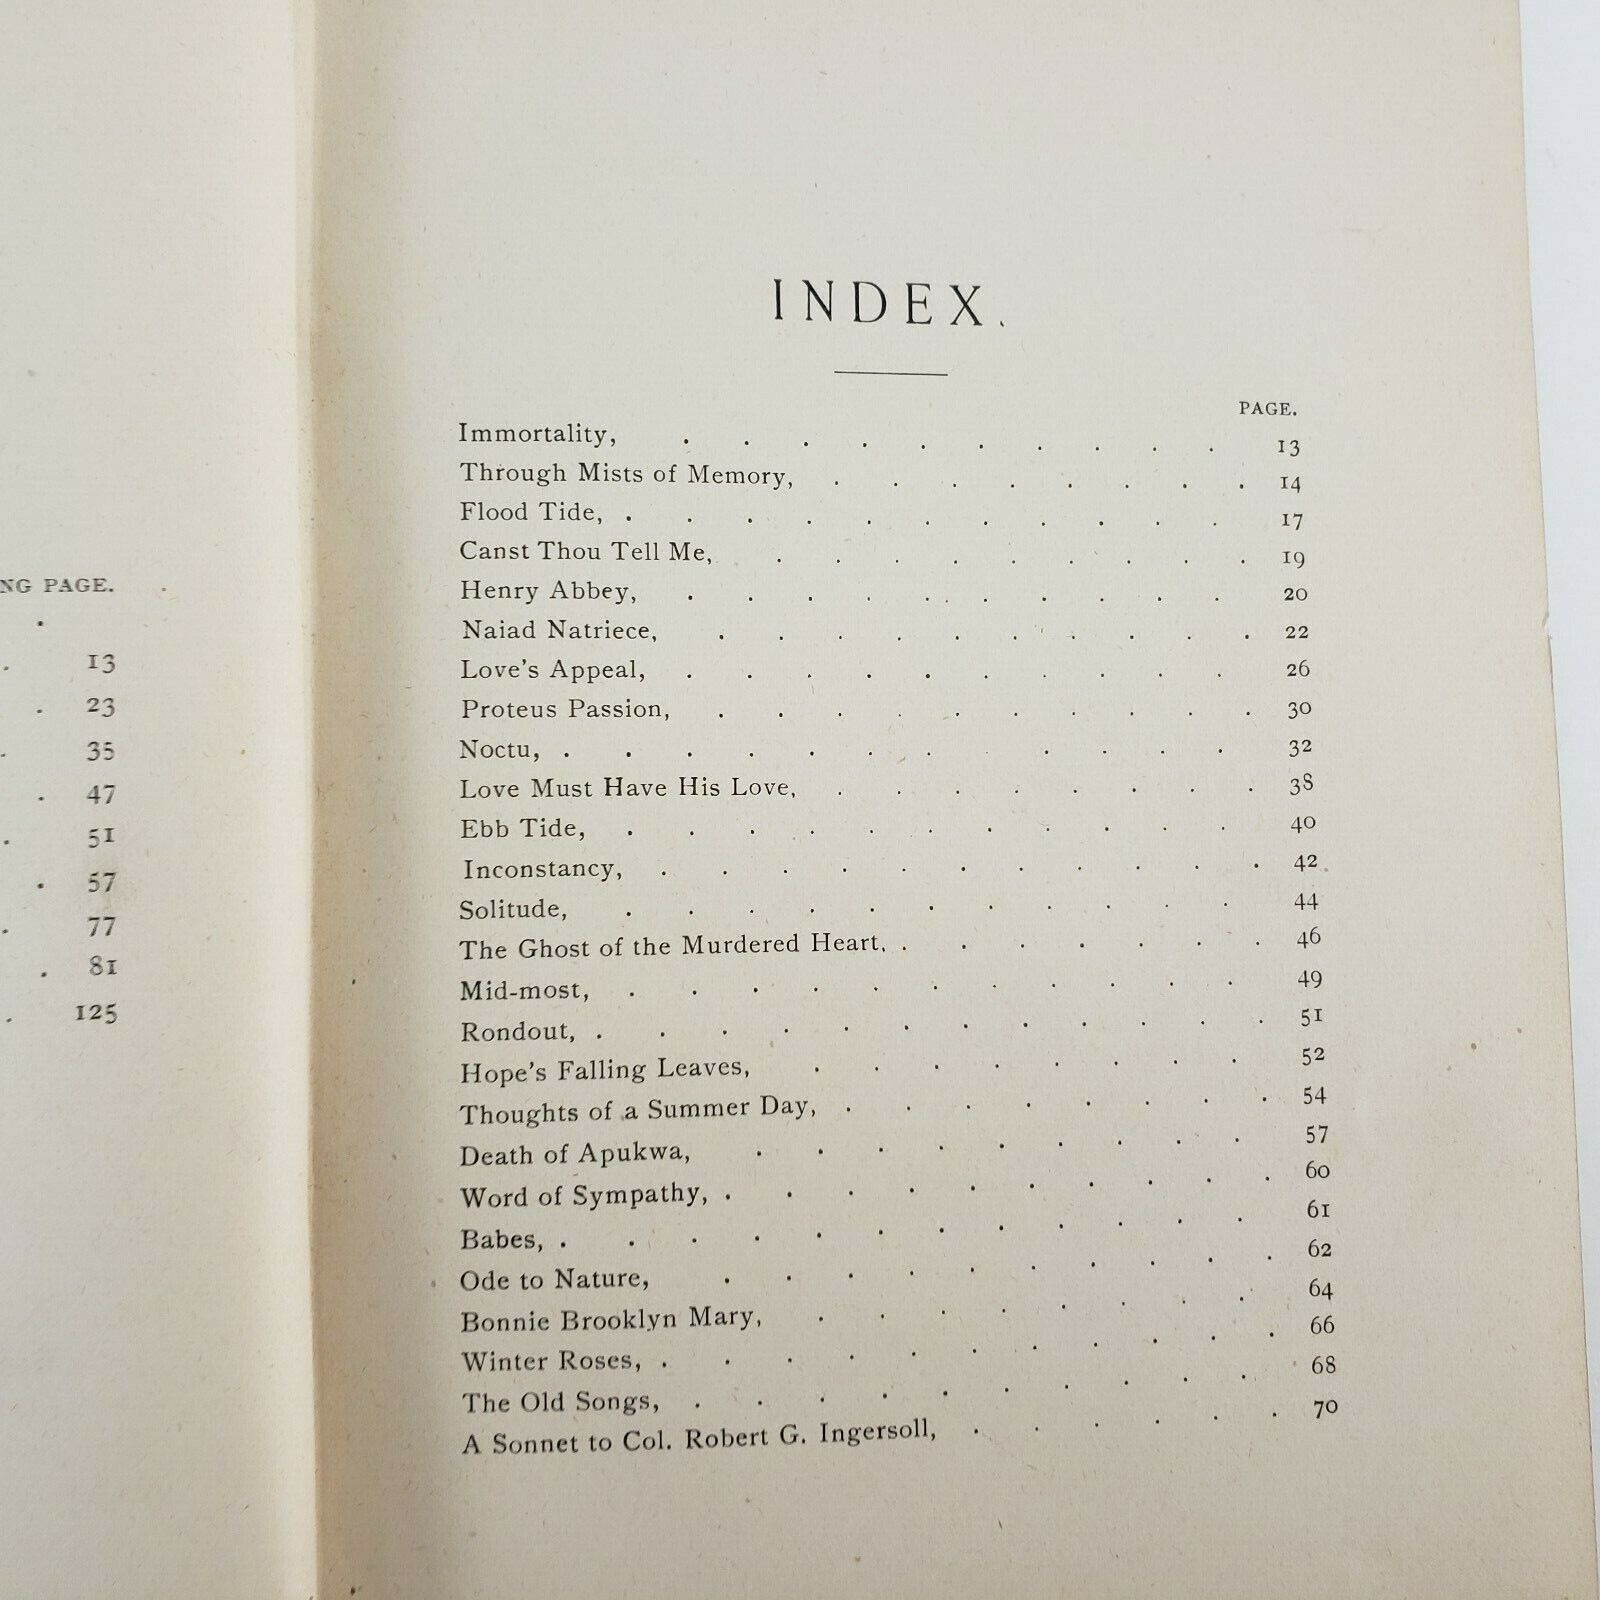 NG PAGE.
13
23
35
47
51
57
77
81
125
INDEX.
PAGE.
Immortality, . . . . . . . . . . 13
Through Mists of Memory, . . . . . . . . 14
Flood Tide, . . . . . . . . . . . 17
Canst Thou Tell Me, . . . . . . . . . 19
Henry Abbey, . . . . . . . . . . 20
Naiad Natriece, . . . . . . . . . . 22
Love's Appeal, . . . . . . . . . . 26
Proteus Passion, . . . . . . . . . . 30
Noctu, . . . . . . . . . . . 32
Love Must Have His Love, . . . . . . . . 38
Ebb Tide, . . . . . . . . . . . 40
Inconstancy, . . . . . . . . . . . 42
Solitude, . . . . . . . . . . . 44
The Ghost of the Murdered Heart, . . . . . . . 46
Mid-most, . . . . . . . . . . . 49
Rondout, . . . . . . . . . . . . 51
Hope's Falling Leaves, . . . . . . . . 52
Thoughts of a Summer Day, . . . . . . . . 54
Death of Apukwa, . . . . . . . . . 57
Word of Sympathy, . . . . . . . . . . 60
Babes, . . . . . . . . . . . . 61
Ode to Nature, . . . . . . . . . . 62
Bonnie Brooklyn Mary, . . . . . . . . 64
Winter Roses, . . . . . . . . . . . 66
The Old Songs, . . . . . . . . . . 68
A Sonnet to Col. Robert G. Ingersoll, . . . . . . 70